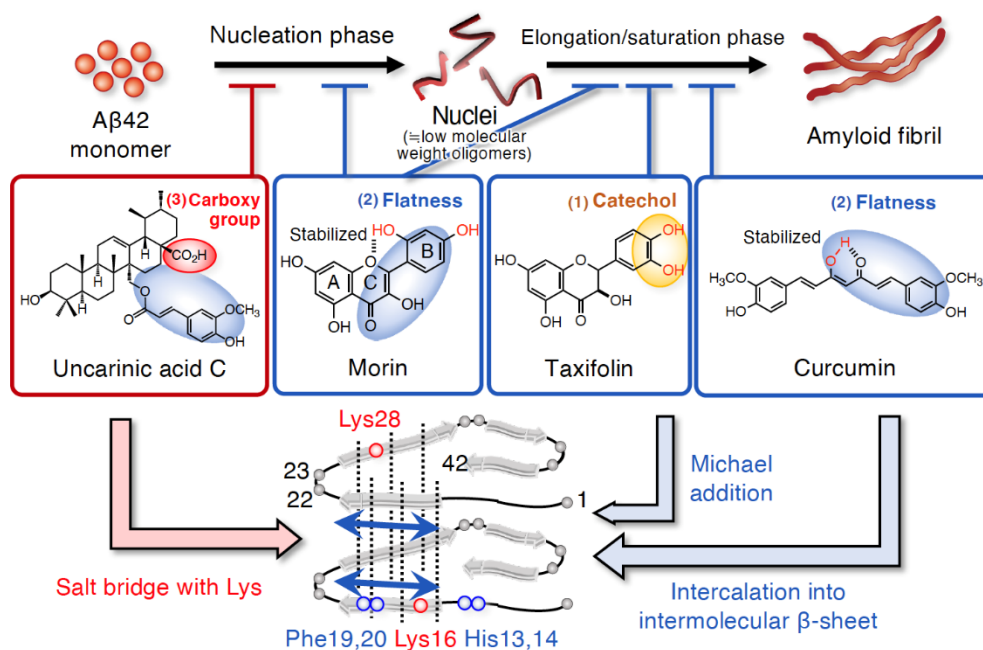 Nucleation phase
Elongation/saturation phase
Aβ42
monomer
Nuclei
(≒low molecular
weight oligomers)
Amyloid fibril
(3) Carboxy
group
CO₂H
H
H
HO
H
O
O
OCH₃
OH
Uncarinic acid C
(2) Flatness
Stabilized
HO
OH
B
HO
O
A
C
OH
OH
O
Morin
(1) Catechol
OH
OH
HO
O
OH
OH
O
Taxifolin
(2) Flatness
Stabilized
H
O
O
H₃CO
OCH₃
HO
OH
Curcumin
Lys28
23
42
22
1
Michael
addition
Salt bridge with Lys
Intercalation into
intermolecular β-sheet
Phe19,20 Lys16 His13,14